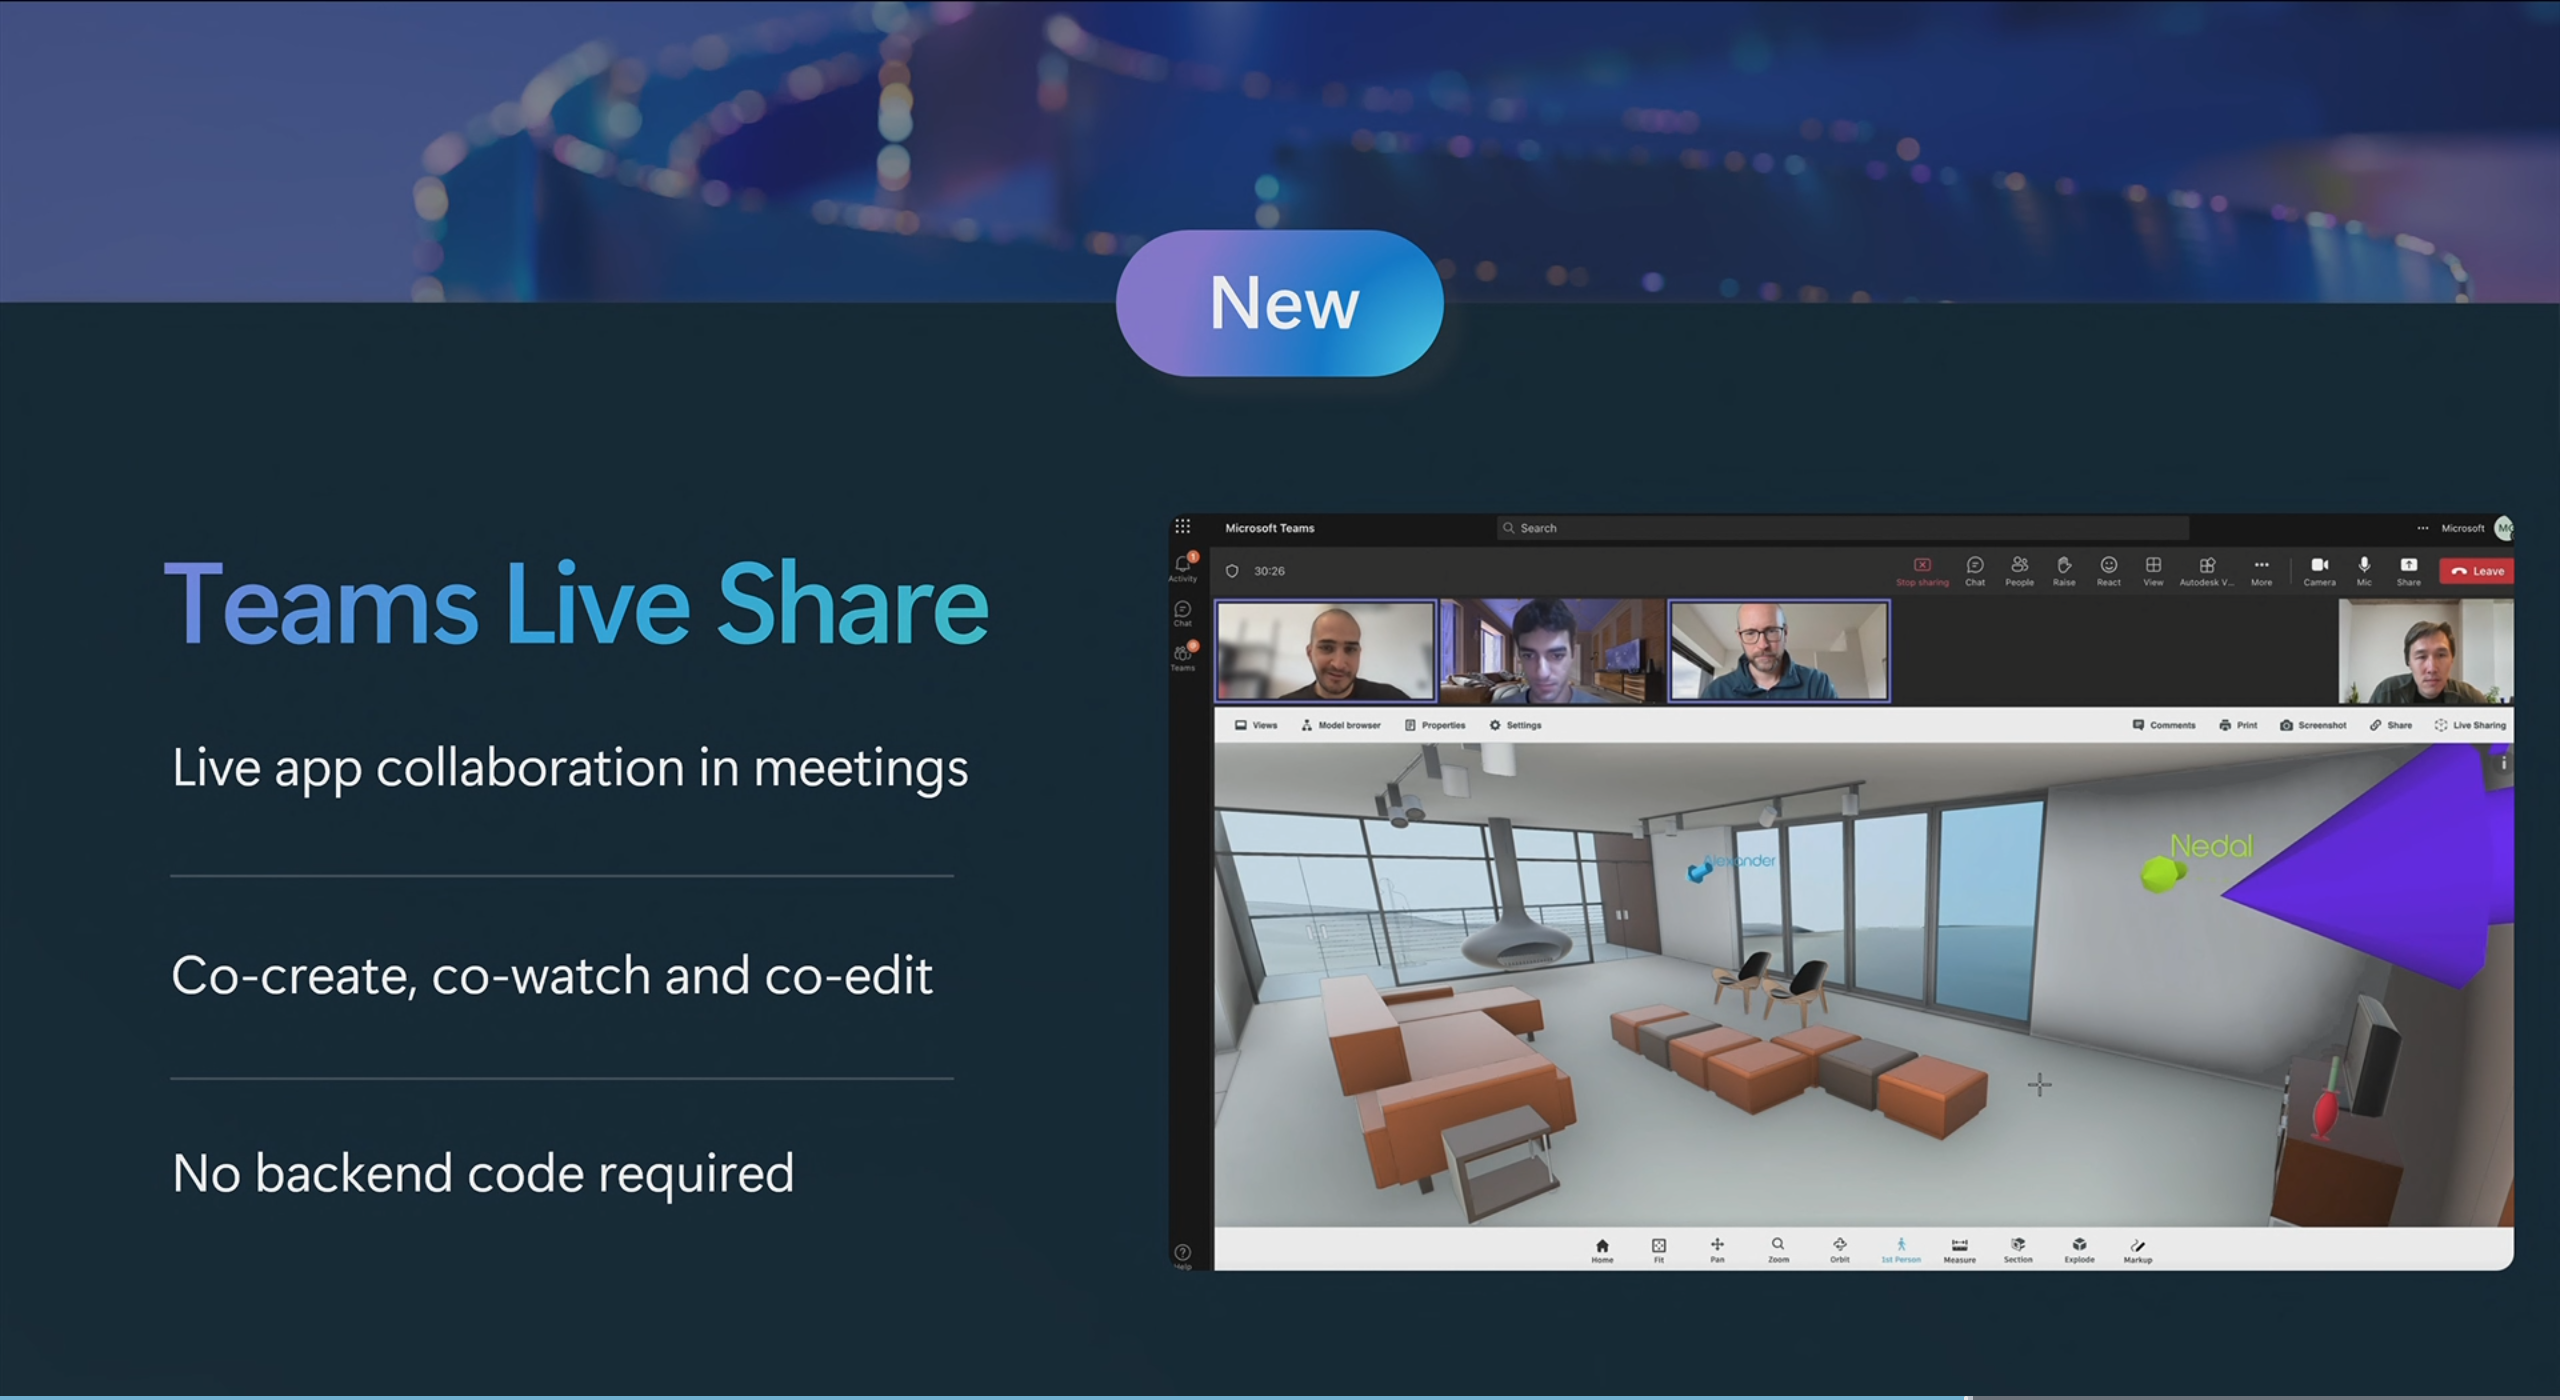 New
Teams Live Share
Live app collaboration in meetings
Co-create, co-watch and co-edit
No backend code required
Microsoft Teams
Search
Microsoft
Activity
1
Chat
Teams
Help
30:26
Stop sharing
Chat
People
Raise
React
View
Autodesk V...
More
Camera
Mic
Share
Leave
Views
Model browser
Properties
Settings
Comments
Print
Screenshot
Share
Live Sharing
Alexander
Nedal
Home
Fit
Pan
Zoom
Orbit
1st Person
Measure
Section
Explode
Markup